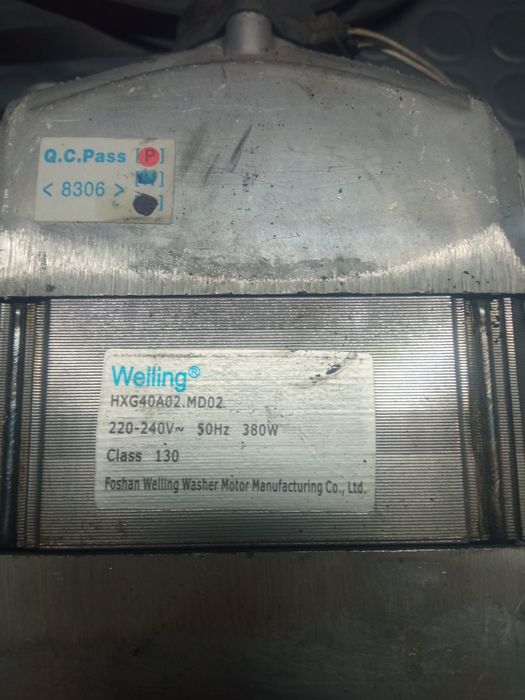 Q.C.Pass [P]
< 8306 > [N]
]
Welling®
HXG40A02.MD02
220-240V~ 50Hz 380W
Class 130
Foshan Welling Washer Motor Manufacturing Co., Ltd.